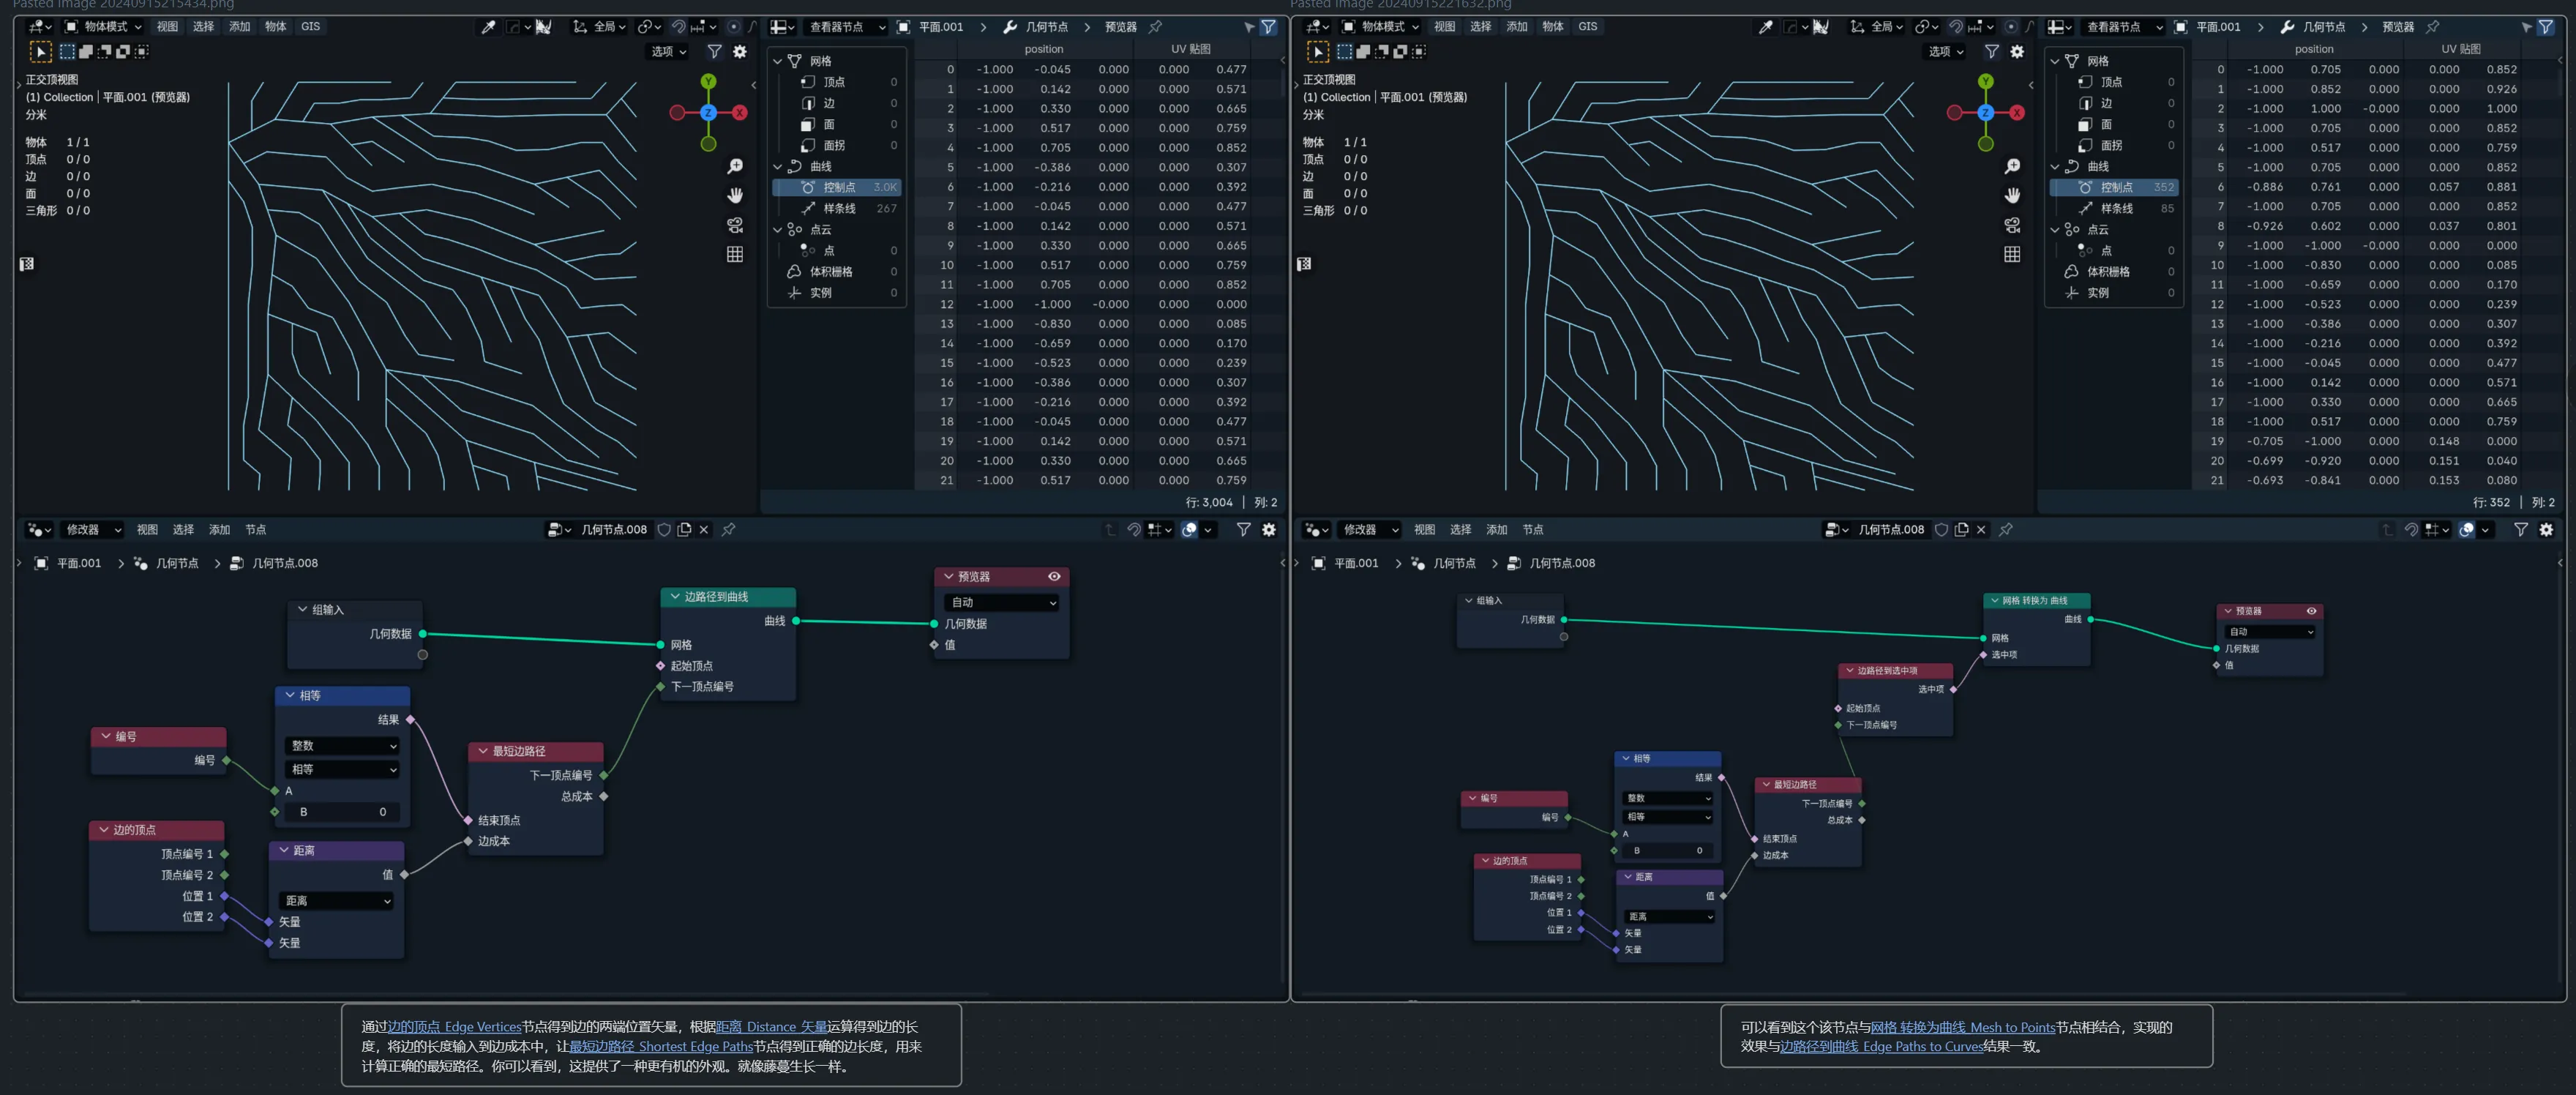 Pasted Image 20240915215434.png
物体模式 视图 选择 添加 物体 GIS 全局
选项
正交顶视图
(1) Collection | 平面.001 (预览器)
分米
物体 1 / 1
顶点 0 / 0
边 0 / 0
面 0 / 0
三角形 0 / 0
Y
X
Z
查看器节点 平面.001 几何节点 预览器
网格
顶点 0
边 0
面 0
面拐 0
曲线
控制点 3.0K
样条线 267
点云
点 0
体积栅格 0
实例 0
position UV 贴图
0 -1.000 -0.045 0.000 0.000 0.477
1 -1.000 0.142 0.000 0.000 0.571
2 -1.000 0.330 0.000 0.000 0.665
3 -1.000 0.517 0.000 0.000 0.759
4 -1.000 0.705 0.000 0.000 0.852
5 -1.000 -0.386 0.000 0.000 0.307
6 -1.000 -0.216 0.000 0.000 0.392
7 -1.000 -0.045 0.000 0.000 0.477
8 -1.000 0.142 0.000 0.000 0.571
9 -1.000 0.330 0.000 0.000 0.665
10 -1.000 0.517 0.000 0.000 0.759
11 -1.000 0.705 0.000 0.000 0.852
12 -1.000 -1.000 -0.000 0.000 0.000
13 -1.000 -0.830 0.000 0.000 0.085
14 -1.000 -0.659 0.000 0.000 0.170
15 -1.000 -0.523 0.000 0.000 0.239
16 -1.000 -0.386 0.000 0.000 0.307
17 -1.000 -0.216 0.000 0.000 0.392
18 -1.000 -0.045 0.000 0.000 0.477
19 -1.000 0.142 0.000 0.000 0.571
20 -1.000 0.330 0.000 0.000 0.665
21 -1.000 0.517 0.000 0.000 0.759
行: 3,004 | 列: 2
修改器 视图 选择 添加 节点 几何节点.008
平面.001 几何节点 几何节点.008
组输入
几何数据
边路径到曲线
曲线
网格
起始顶点
下一顶点编号
预览器
自动
几何数据
值
相等
结果
整数
相等
A
B 0
编号
编号
最短边路径
下一顶点编号
总成本
结束顶点
边成本
边的顶点
顶点编号 1
顶点编号 2
位置 1
位置 2
距离
值
距离
矢量
矢量
通过边的顶点 Edge Vertices节点得到边的两端位置矢量，根据距离 Distance 矢量运算得到边的长
度，将边的长度输入到边成本中，让最短边路径 Shortest Edge Paths节点得到正确的边长度，用来
计算正确的最短路径。你可以看到，这提供了一种更有机的外观。就像藤蔓生长一样。
Pasted Image 20240915221632.png
物体模式 视图 选择 添加 物体 GIS 全局
选项
正交顶视图
(1) Collection | 平面.001 (预览器)
分米
物体 1 / 1
顶点 0 / 0
边 0 / 0
面 0 / 0
三角形 0 / 0
Y
X
Z
查看器节点 平面.001 几何节点 预览器
网格
顶点 0
边 0
面 0
面拐 0
曲线
控制点 352
样条线 85
点云
点 0
体积栅格 0
实例 0
position UV 贴图
0 -1.000 0.705 0.000 0.000 0.852
1 -1.000 0.852 0.000 0.000 0.926
2 -1.000 1.000 -0.000 0.000 1.000
3 -1.000 0.705 0.000 0.000 0.852
4 -1.000 0.517 0.000 0.000 0.759
5 -1.000 0.705 0.000 0.000 0.852
6 -0.886 0.761 0.000 0.057 0.881
7 -1.000 0.705 0.000 0.000 0.852
8 -0.926 0.602 0.000 0.037 0.801
9 -1.000 -1.000 -0.000 0.000 0.000
10 -1.000 -0.830 0.000 0.000 0.085
11 -1.000 -0.659 0.000 0.000 0.170
12 -1.000 -0.523 0.000 0.000 0.239
13 -1.000 -0.386 0.000 0.000 0.307
14 -1.000 -0.216 0.000 0.000 0.392
15 -1.000 -0.045 0.000 0.000 0.477
16 -1.000 0.142 0.000 0.000 0.571
17 -1.000 0.330 0.000 0.000 0.665
18 -1.000 0.517 0.000 0.000 0.759
19 -0.705 -1.000 0.000 0.148 0.000
20 -0.699 -0.920 0.000 0.151 0.040
21 -0.693 -0.841 0.000 0.153 0.080
行: 352 | 列: 2
修改器 视图 选择 添加 节点 几何节点.008
平面.001 几何节点 几何节点.008
组输入
几何数据
网格 转换为 曲线
曲线
网格
选中项
预览器
自动
几何数据
值
边路径到选中项
选中项
起始顶点
下一顶点编号
相等
结果
整数
相等
A
B 0
编号
编号
最短边路径
下一顶点编号
总成本
结束顶点
边成本
边的顶点
顶点编号 1
顶点编号 2
位置 1
位置 2
距离
值
距离
矢量
矢量
可以看到这个该节点与网格 转换为曲线 Mesh to Points节点相结合，实现的
效果与边路径到曲线 Edge Paths to Curves结果一致。